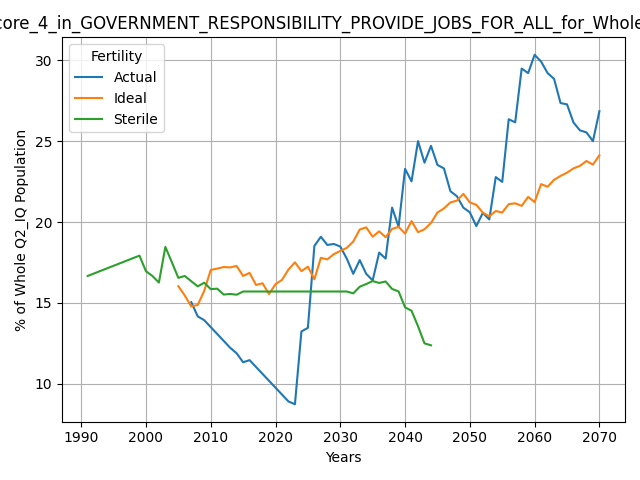 core_4_in_GOVERNMENT_RESPONSIBILITY_PROVIDE_JOBS_FOR_ALL_for_Whole
Fertility
Actual
Ideal
Sterile
% of Whole Q2_IQ Population
30
25
20
15
10
1990 2000 2010 2020 2030 2040 2050 2060 2070
Years